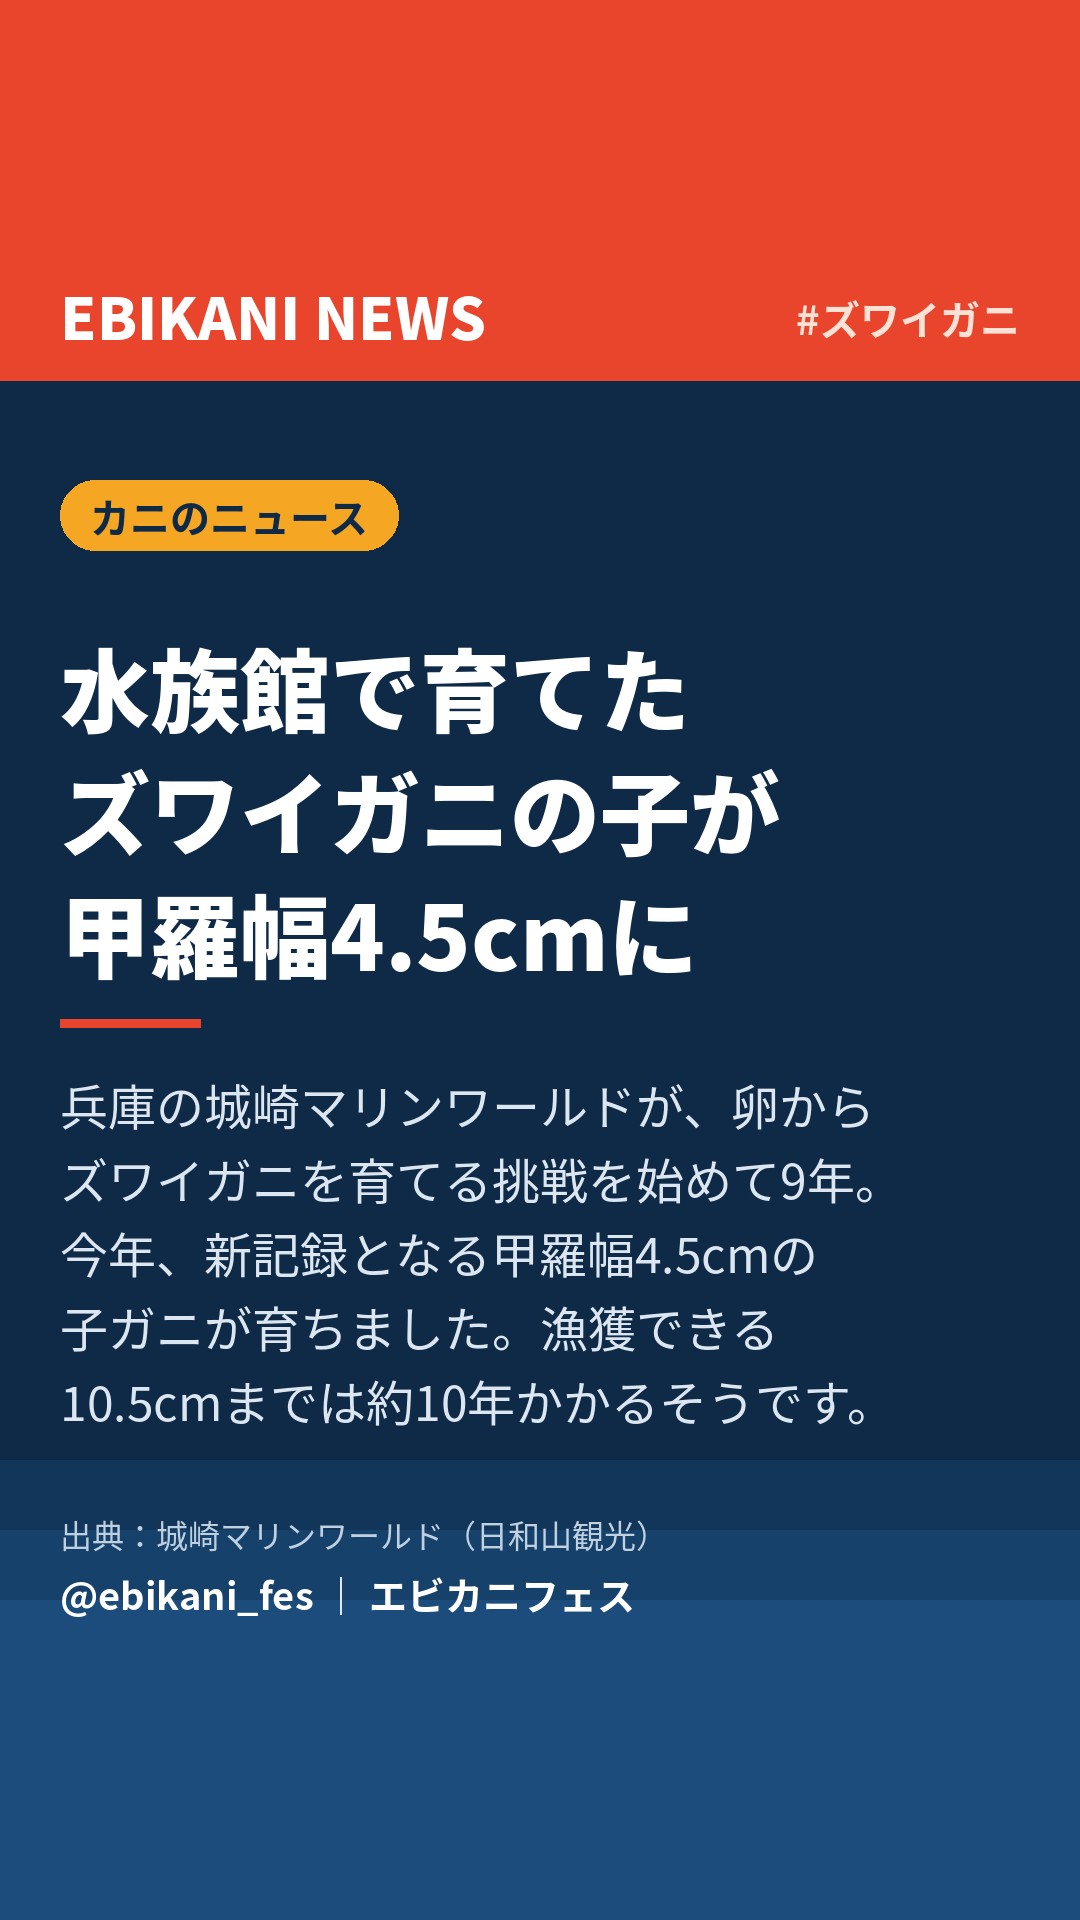 EBIKANI NEWS
#ズワイガニ
カニのニュース
水族館で育てた
ズワイガニの子が
甲羅幅4.5cmに
兵庫の城崎マリンワールドが、卵から
ズワイガニを育てる挑戦を始めて9年。
今年、新記録となる甲羅幅4.5cmの
子ガニが育ちました。漁獲できる
10.5cmまでは約10年かかるそうです。
出典：城崎マリンワールド（日和山観光）
@ebikani_fes ｜ エビカニフェス